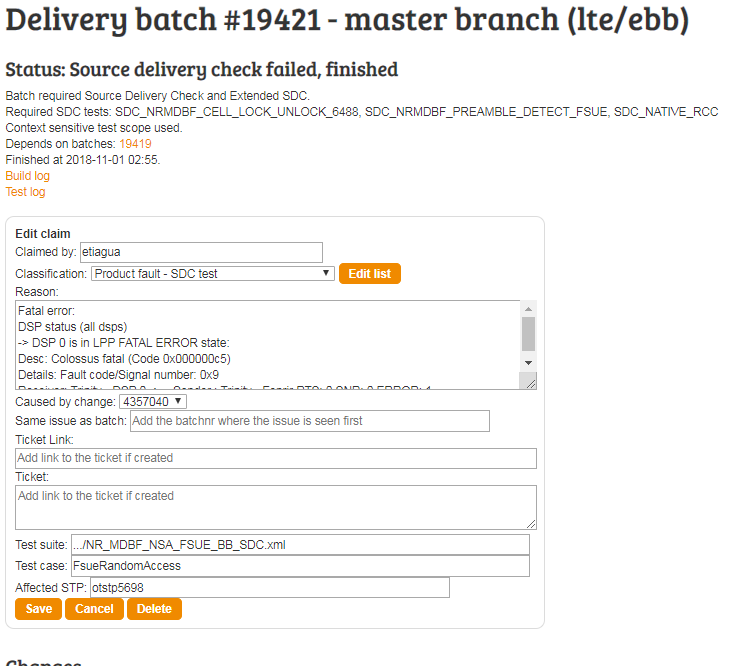 Delivery batch #19421 - master branch (lte/ebb)
Status: Source delivery check failed, finished
Batch required Source Delivery Check and Extended SDC.
Required SDC tests: SDC_NRMDBF_CELL_LOCK_UNLOCK_6488, SDC_NRMDBF_PREAMBLE_DETECT_FSUE, SDC_NATIVE_RCC
Context sensitive test scope used.
Depends on batches: 19419
Finished at 2018-11-01 02:55.
Build log
Test log
Edit claim
Claimed by: etiagua
Classification: Product fault - SDC test Edit list
Reason:
Fatal error:
DSP status (all dsps)
-> DSP 0 is in LPP FATAL ERROR state:
Desc: Colossus fatal (Code 0x000000c5)
Details: Fault code/Signal number: 0x9
Caused by change: 4357040
Same issue as batch: Add the batchnr where the issue is seen first
Ticket Link:
Add link to the ticket if created
Ticket:
Add link to the ticket if created
Test suite: .../NR_MDBF_NSA_FSUE_BB_SDC.xml
Test case: FsueRandomAccess
Affected STP: otstp5698
Save Cancel Delete
Changes